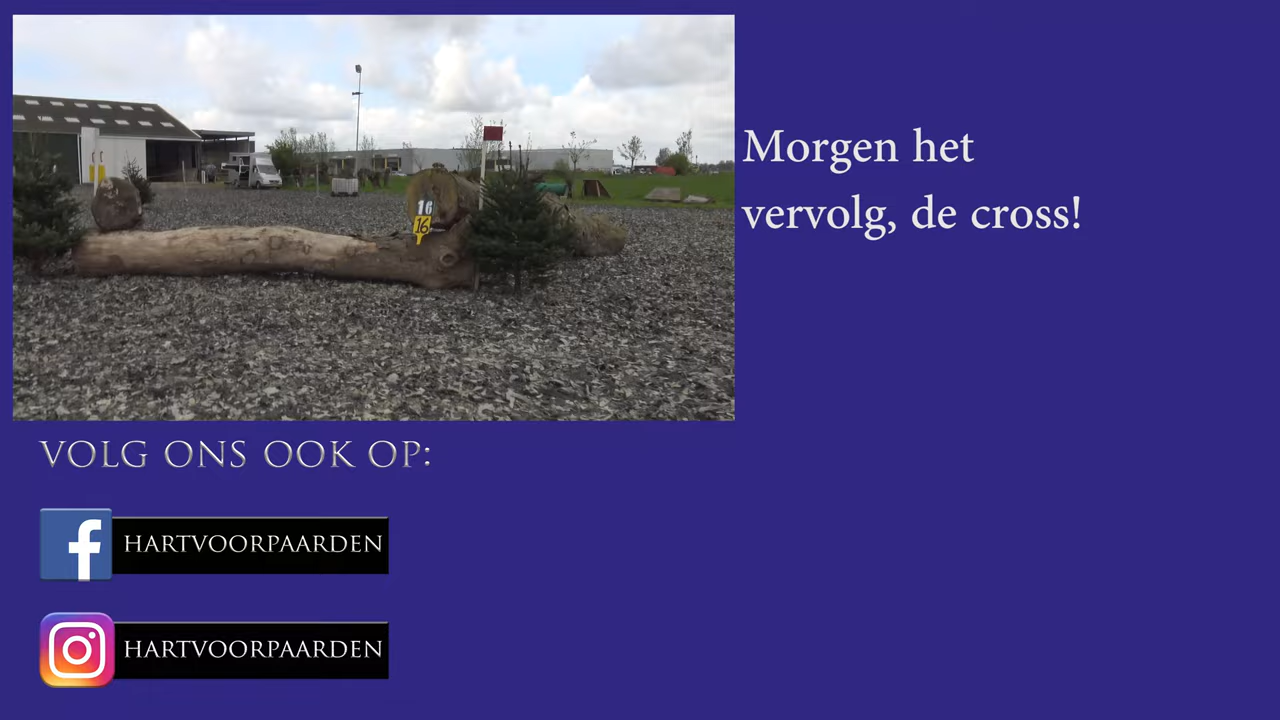 Morgen het
vervolg, de cross!
16
16
VOLG ONS OOK OP:
HARTVOORPAARDEN
HARTVOORPAARDEN